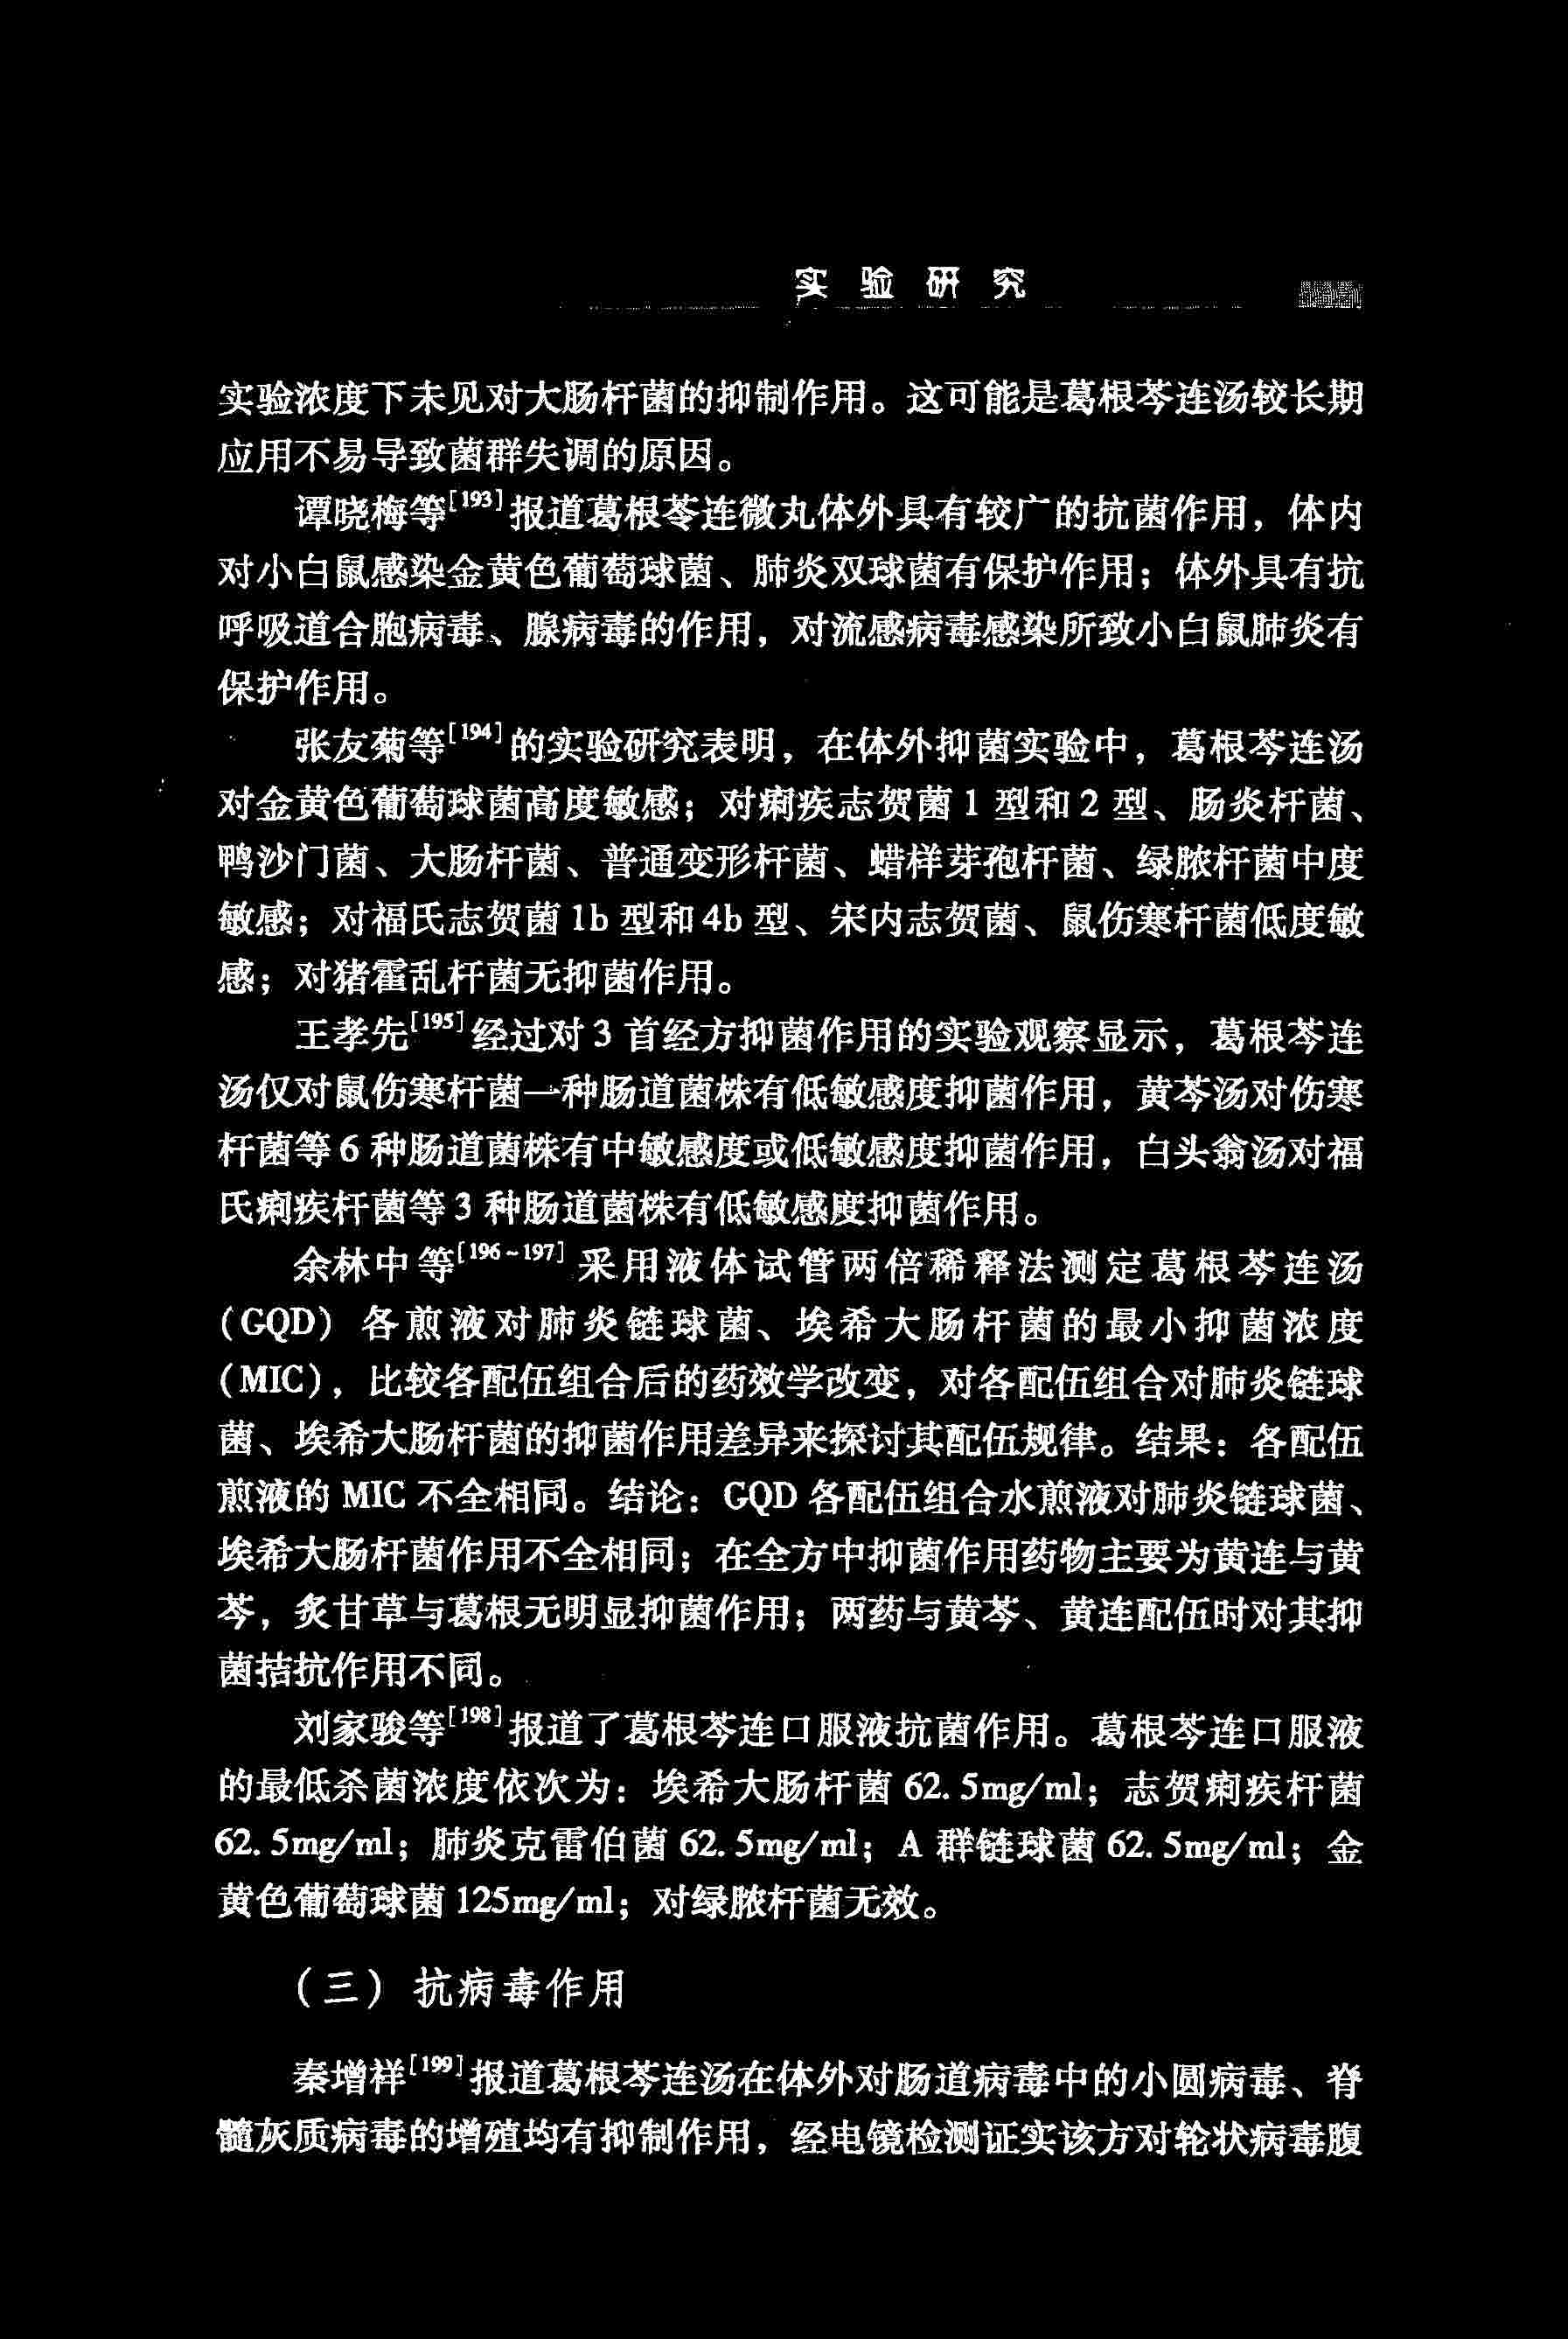 实验研究
实验浓度下未见对大肠杆菌的抑制作用。这可能是葛根芩连汤较长期
应用不易导致菌群失调的原因。
谭晓梅等[193]报道葛根芩连微丸体外具有较广的抗菌作用，体内
对小白鼠感染金黄色葡萄球菌、肺炎双球菌有保护作用；体外具有抗
呼吸道合胞病毒、腺病毒的作用，对流感病毒感染所致小白鼠肺炎有
保护作用。
张友菊等[194]的实验研究表明，在体外抑菌实验中，葛根芩连汤
对金黄色葡萄球菌高度敏感；对痢疾志贺菌1型和2型、肠炎杆菌、
鸭沙门菌、大肠杆菌、普通变形杆菌、蜡样芽孢杆菌、绿脓杆菌中度
敏感；对福氏志贺菌1b型和4b型、宋内志贺菌、鼠伤寒杆菌低度敏
感；对猪霍乱杆菌无抑菌作用。
王孝先[195]经过对3首经方抑菌作用的实验观察显示，葛根芩连
汤仅对鼠伤寒杆菌一种肠道菌株有低敏感度抑菌作用，黄芩汤对伤寒
杆菌等6种肠道菌株有中敏感度或低敏感度抑菌作用，白头翁汤对福
氏痢疾杆菌等3种肠道菌株有低敏感度抑菌作用。
余林中等[196~197]采用液体试管两倍稀释法测定葛根芩连汤
(GQD) 各煎液对肺炎链球菌、埃希大肠杆菌的最小抑菌浓度
(MIC)，比较各配伍组合后的药效学改变，对各配伍组合对肺炎链球
菌、埃希大肠杆菌的抑菌作用差异来探讨其配伍规律。结果：各配伍
煎液的MIC不全相同。结论：GQD各配伍组合水煎液对肺炎链球菌、
埃希大肠杆菌作用不全相同；在全方中抑菌作用药物主要为黄连与黄
芩，炙甘草与葛根无明显抑菌作用；两药与黄芩、黄连配伍时对其抑
菌拮抗作用不同。
刘家骏等[198]报道了葛根芩连口服液抗菌作用。葛根芩连口服液
的最低杀菌浓度依次为：埃希大肠杆菌62.5mg/ml；志贺痢疾杆菌
62.5mg/ml；肺炎克雷伯菌62.5mg/ml；A群链球菌62.5mg/ml；金
黄色葡萄球菌125mg/ml；对绿脓杆菌无效。
(三) 抗病毒作用
秦增祥[199]报道葛根芩连汤在体外对肠道病毒中的小圆病毒、脊
髓灰质病毒的增殖均有抑制作用，经电镜检测证实该方对轮状病毒腹